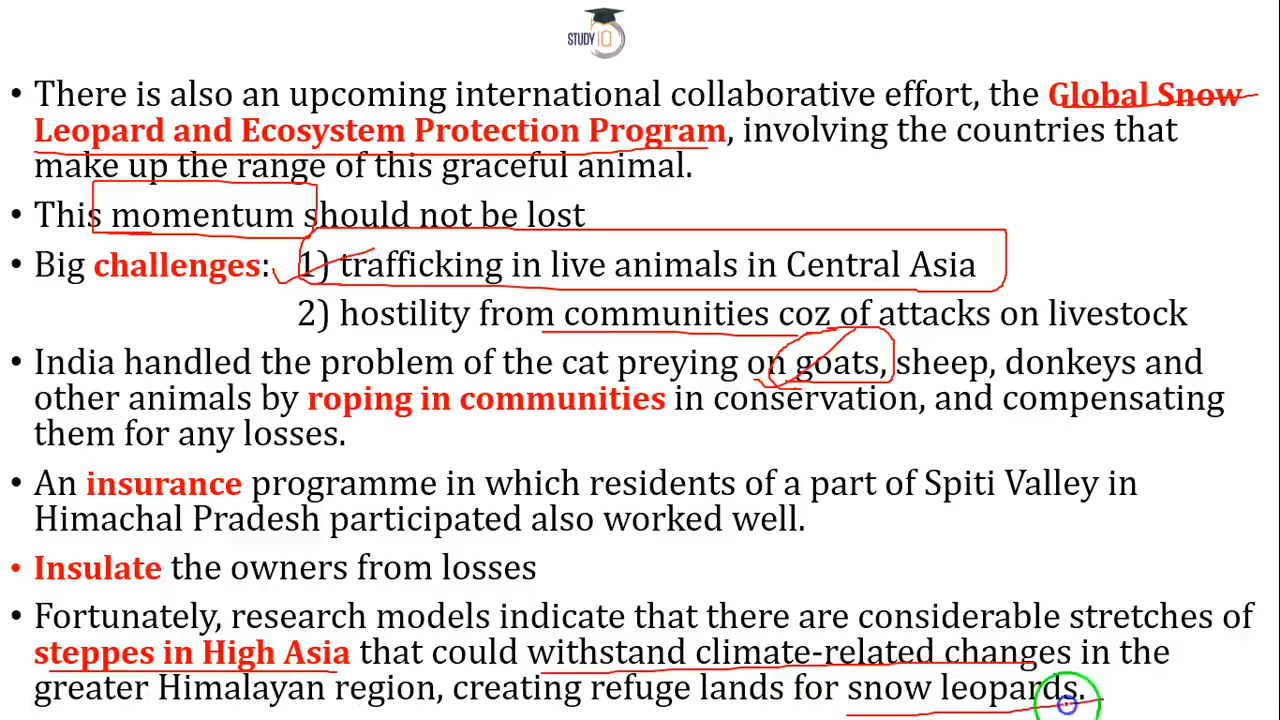 STUDY IQ
• There is also an upcoming international collaborative effort, the Global Snow
Leopard and Ecosystem Protection Program, involving the countries that
make up the range of this graceful animal.
• This momentum should not be lost
• Big challenges: 1) trafficking in live animals in Central Asia
2) hostility from communities coz of attacks on livestock
• India handled the problem of the cat preying on goats, sheep, donkeys and
other animals by roping in communities in conservation, and compensating
them for any losses.
• An insurance programme in which residents of a part of Spiti Valley in
Himachal Pradesh participated also worked well.
• Insulate the owners from losses
• Fortunately, research models indicate that there are considerable stretches of
steppes in High Asia that could withstand climate-related changes in the
greater Himalayan region, creating refuge lands for snow leopards.